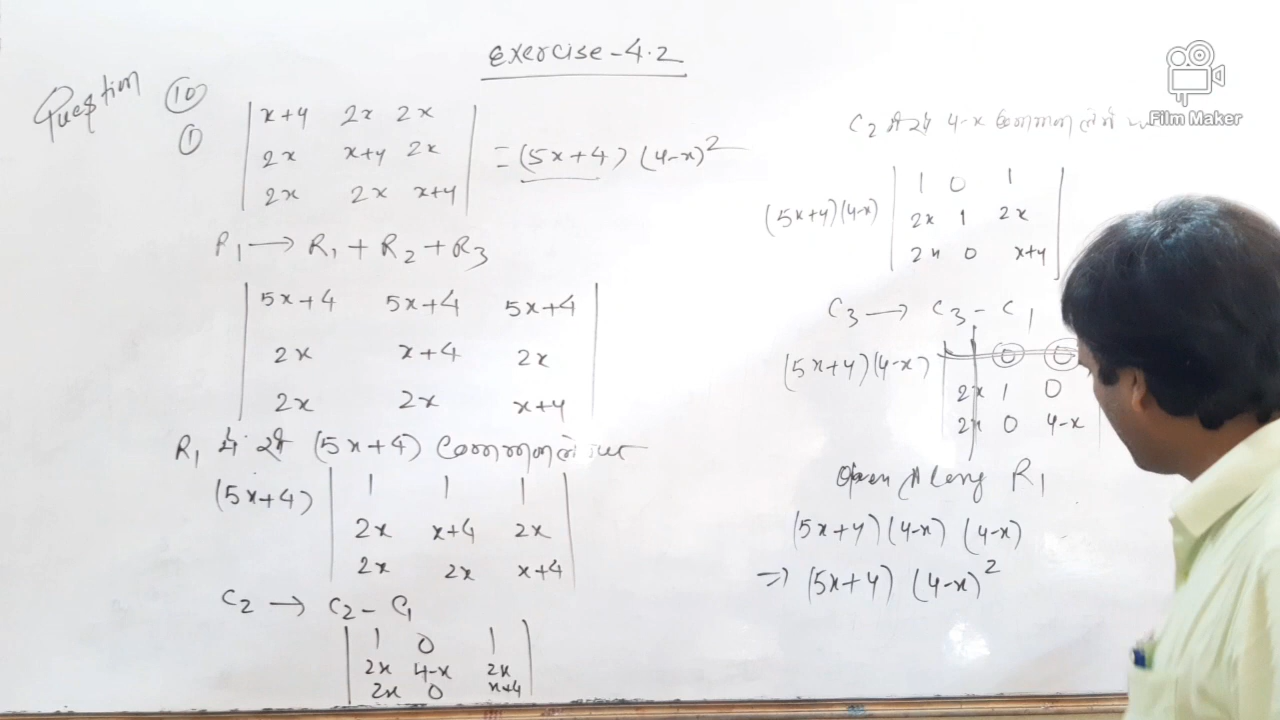 Exercise-4.2
Question 10
1
| x+4 2x 2x |
| 2x x+4 2x | = (5x+4) (4-x)²
| 2x 2x x+4 |
R₁ → R₁ + R₂ + R₃
| 5x+4 5x+4 5x+4 |
| 2x x+4 2x |
| 2x 2x x+4 |
R₁ में से (5x+4) common लेने पर
(5x+4) | 1 1 1 |
| 2x x+4 2x |
| 2x 2x x+4 |
C₂ → C₂ - C₁
| 1 0 1 |
| 2x 4-x 2x |
| 2x 0 x+4 |
C₂ में से 4-x common लेने
| 1 0 1 |
(5x+4)(4-x) | 2x 1 2x |
| 2x 0 x+4 |
C₃ → C₃ - C₁
(5x+4)(4-x) | 0 0
2x 1 0
2x 0 4-x |
Open Along R₁
(5x+4)(4-x) (4-x)
⇒ (5x+4) (4-x)²
Film Maker